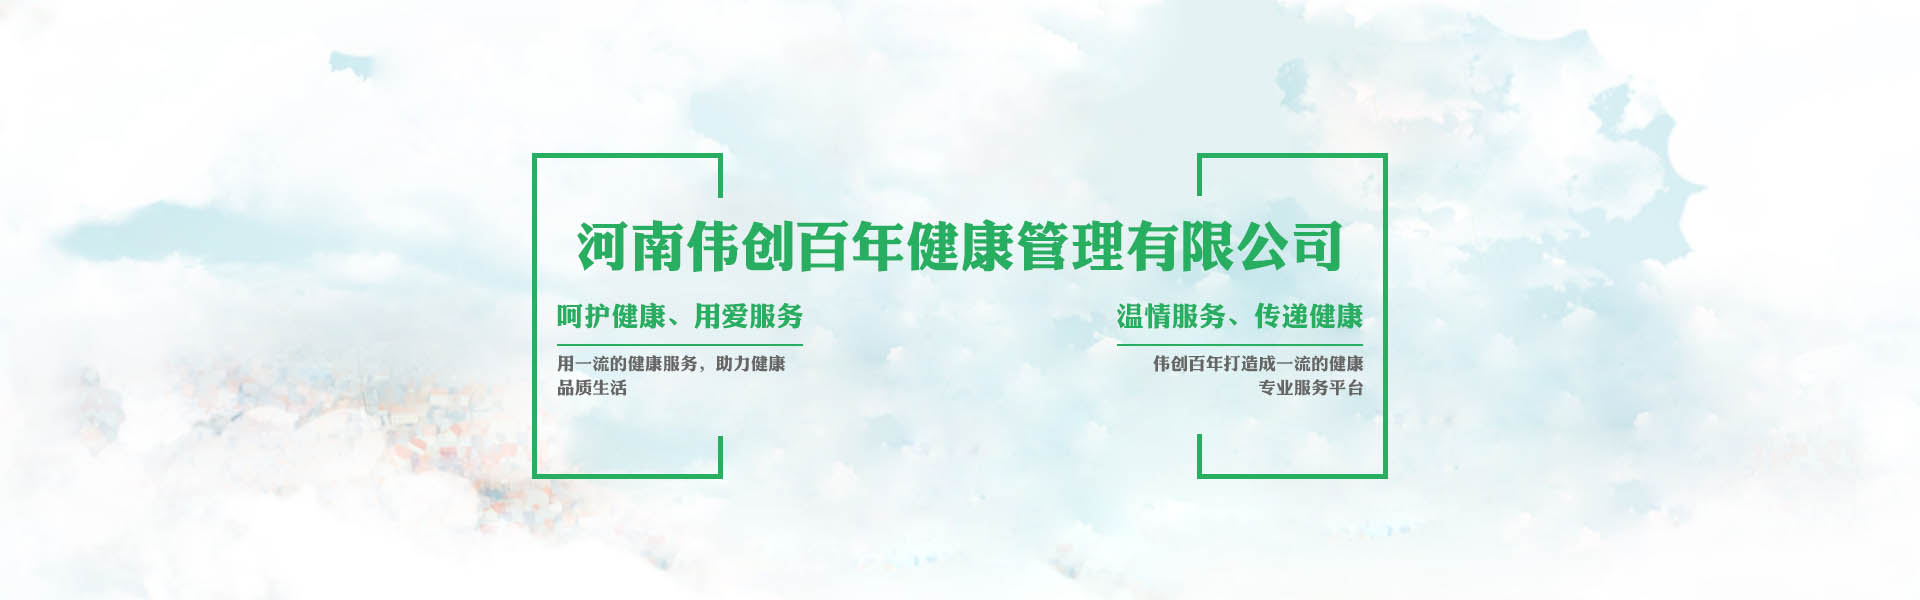 河南伟创百年健康管理有限公司
呵护健康、用爱服务
用一流的健康服务，助力健康
品质生活
温情服务、传递健康
伟创百年打造成一流的健康
专业服务平台